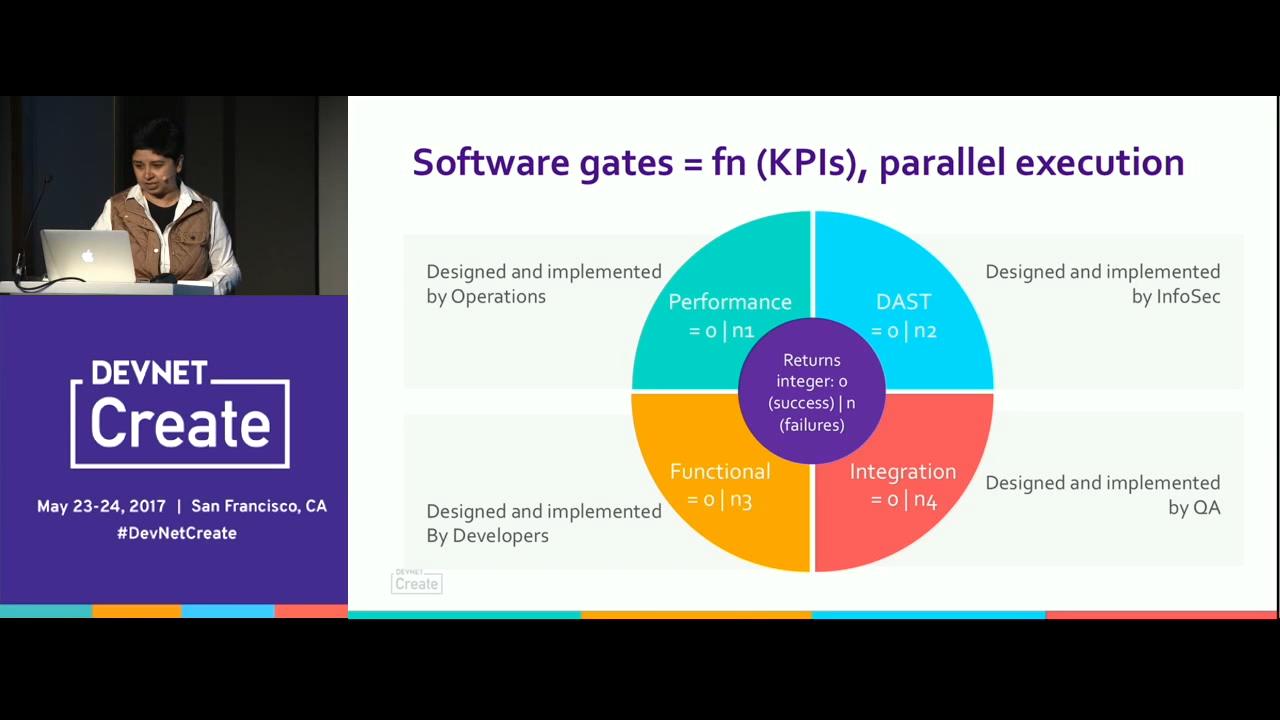 Software gates = fn (KPIs), parallel execution
Designed and implemented
by Operations
Performance
= 0 | n1
DAST
= 0 | n2
Designed and implemented
by InfoSec
Returns
integer: 0
(success) | n
(failures)
Functional
= 0 | n3
Designed and implemented
By Developers
Integration
= 0 | n4
Designed and implemented
by QA
DEVNET
Create
DEVNET
Create
May 23-24, 2017 | San Francisco, CA
#DevNetCreate